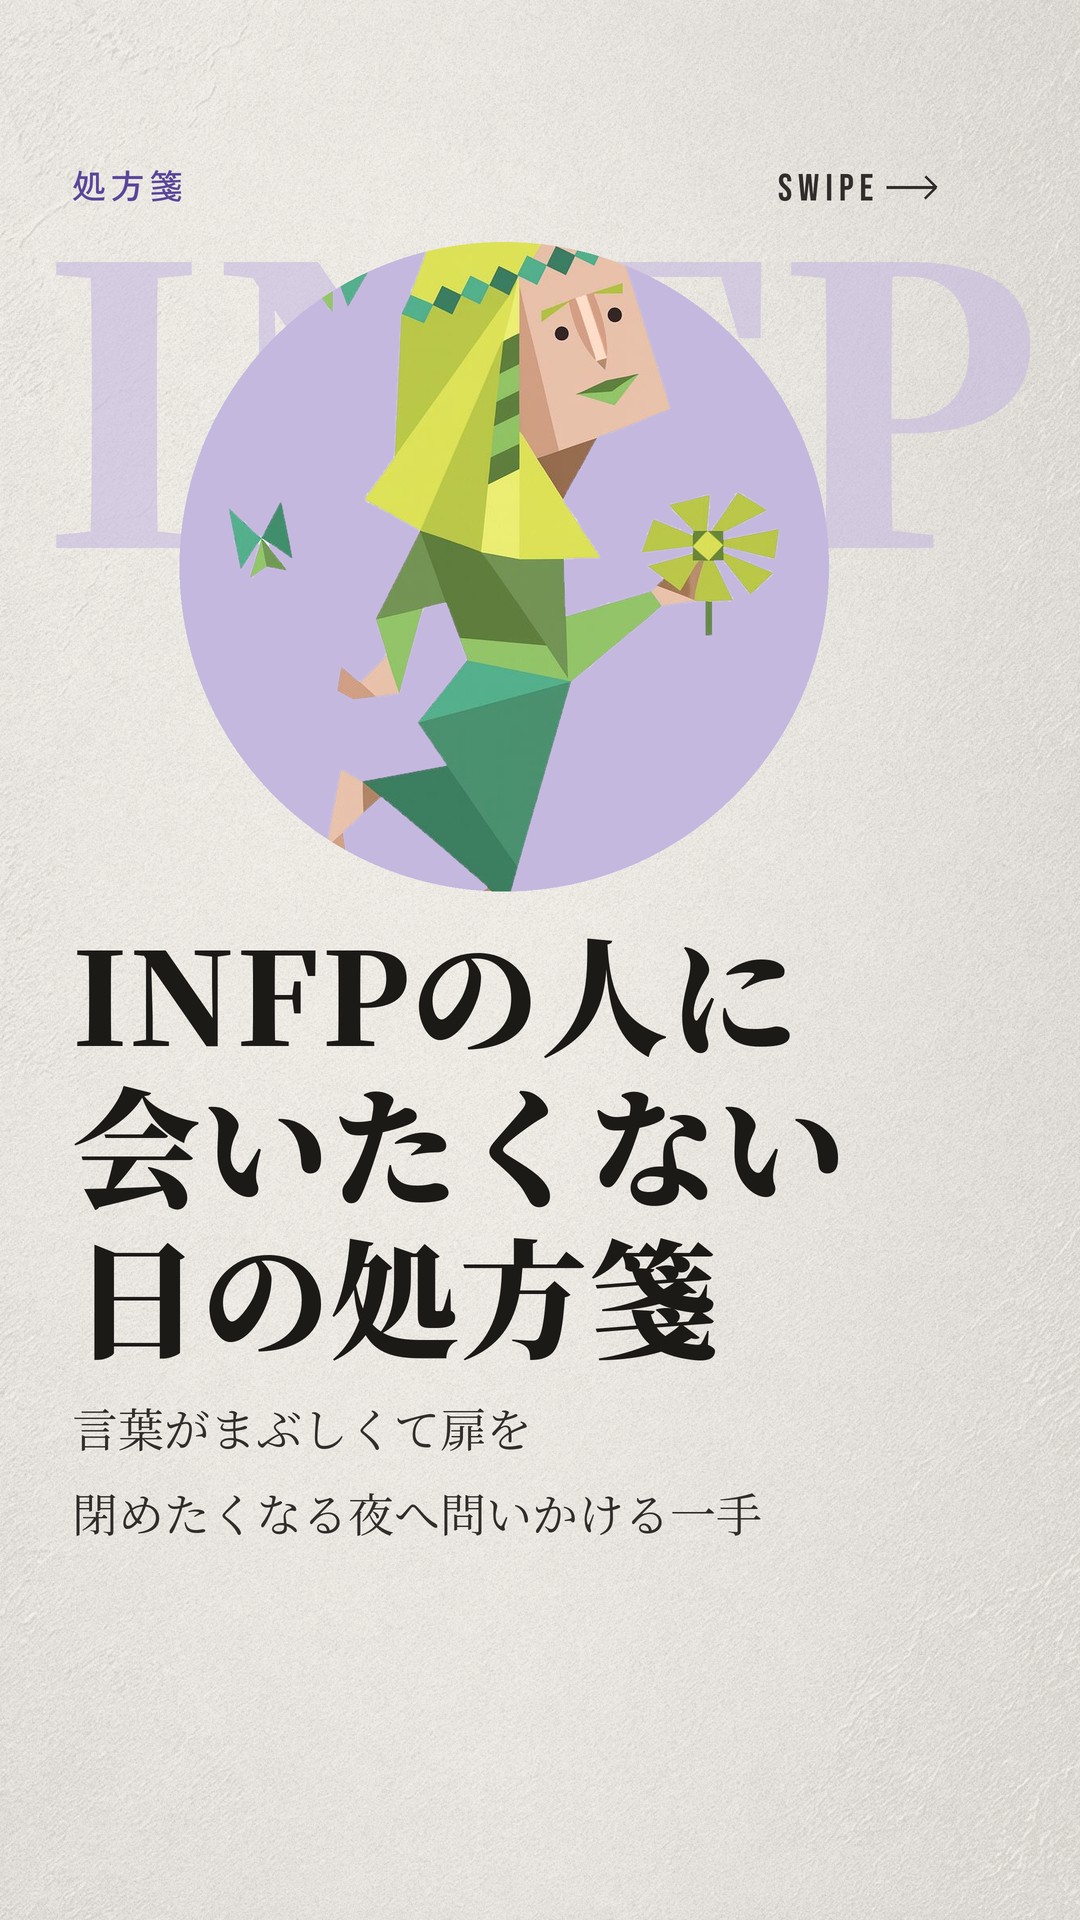 処方箋
SWIPE →
INFP
INFPの人に
会いたくない
日の処方箋
言葉がまぶしくて扉を
閉めたくなる夜へ問いかける一手